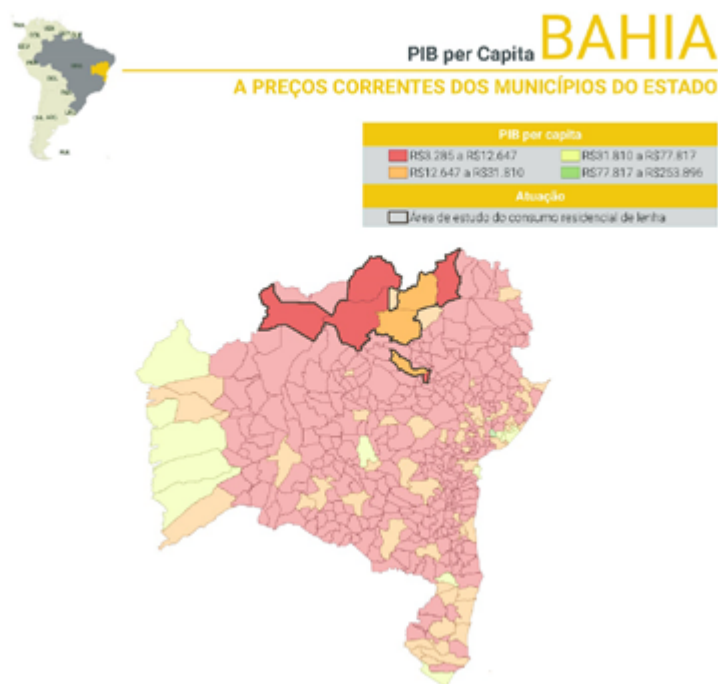 PIB per Capita BAHIA
A PREÇOS CORRENTES DOS MUNICÍPIOS DO ESTADO
PIB per capita
R$3.285 a R$12.647
R$31.810 a R$77.817
R$12.647 a R$31.810
R$77.817 a R$253.896
Atuação
Área de estudo do consumo residencial de lenha